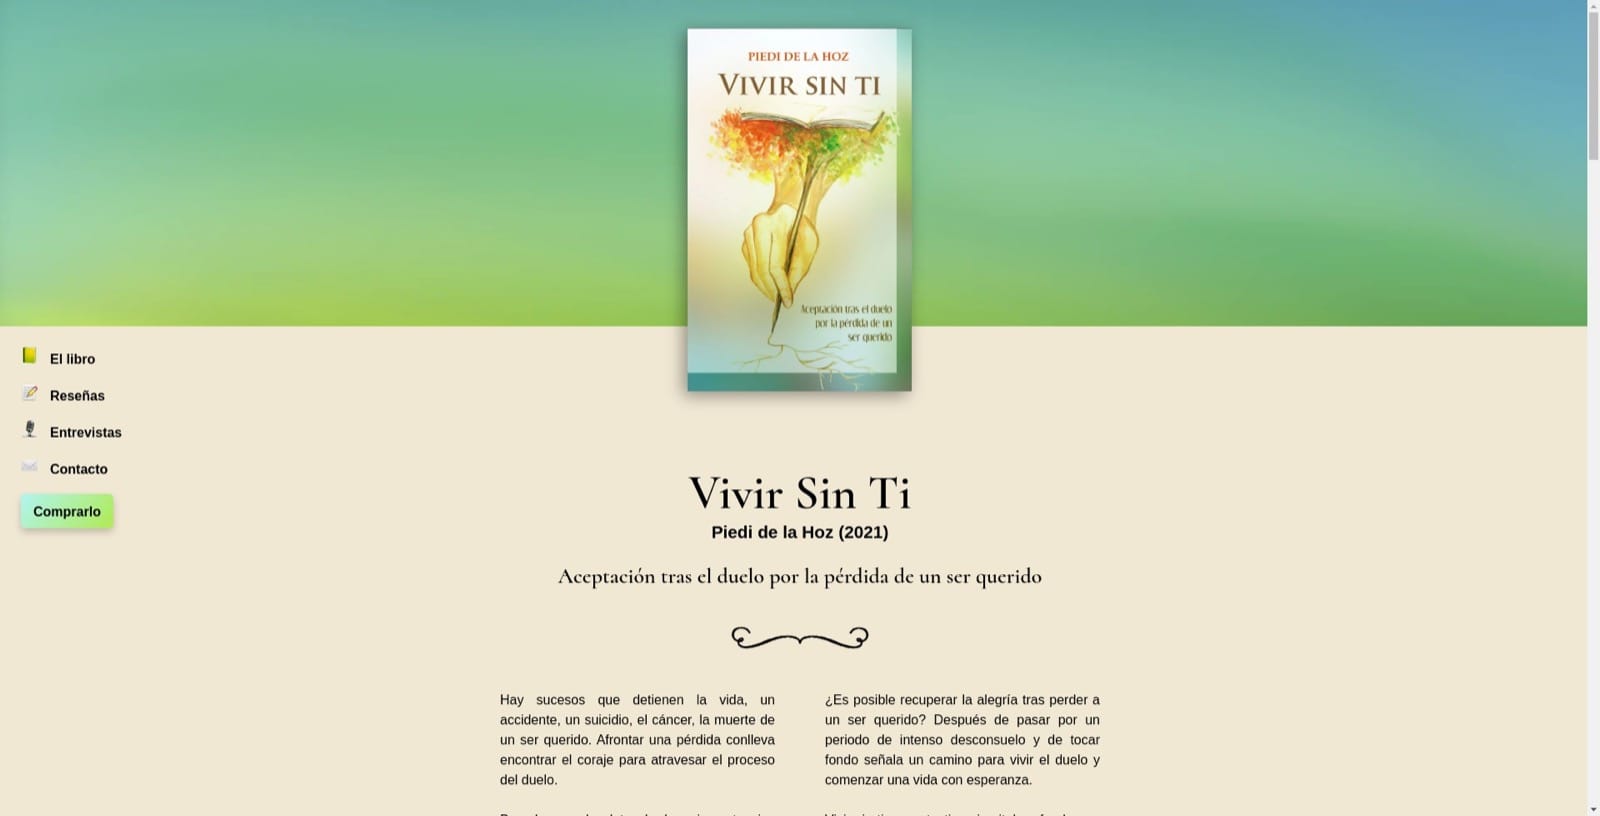 PIEDI DE LA HOZ
VIVIR SIN TI
Aceptación tras el duelo
por la pérdida de un
ser querido
El libro
Reseñas
Entrevistas
Contacto
Comprarlo
Vivir Sin Ti
Piedi de la Hoz (2021)
Aceptación tras el duelo por la pérdida de un ser querido
Hay sucesos que detienen la vida, un
accidente, un suicidio, el cáncer, la muerte de
un ser querido. Afrontar una pérdida conlleva
encontrar el coraje para atravesar el proceso
del duelo.
¿Es posible recuperar la alegría tras perder a
un ser querido? Después de pasar por un
periodo de intenso desconsuelo y de tocar
fondo señala un camino para vivir el duelo y
comenzar una vida con esperanza.